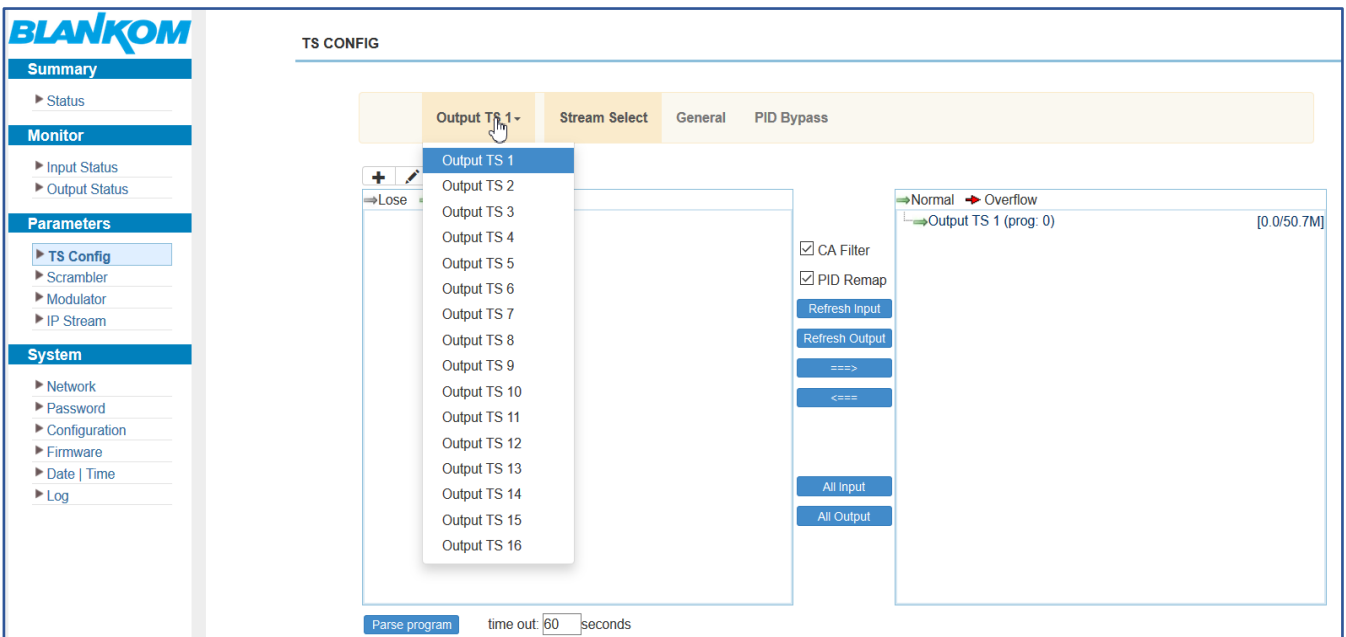 BLANKOM
Summary
Status
Monitor
Input Status
Output Status
Parameters
TS Config
Scrambler
Modulator
IP Stream
System
Network
Password
Configuration
Firmware
Date | Time
Log
TS CONFIG
Output TS 1 Stream Select General PID Bypass
Output TS 1
Output TS 2
Output TS 3
Output TS 4
Output TS 5
Output TS 6
Output TS 7
Output TS 8
Output TS 9
Output TS 10
Output TS 11
Output TS 12
Output TS 13
Output TS 14
Output TS 15
Output TS 16
Lose
CA Filter
PID Remap
Refresh Input
Refresh Output
===>
<===
All Input
All Output
Normal Overflow
Output TS 1 (prog: 0) [0.0/50.7M]
Parse program time out: 60 seconds